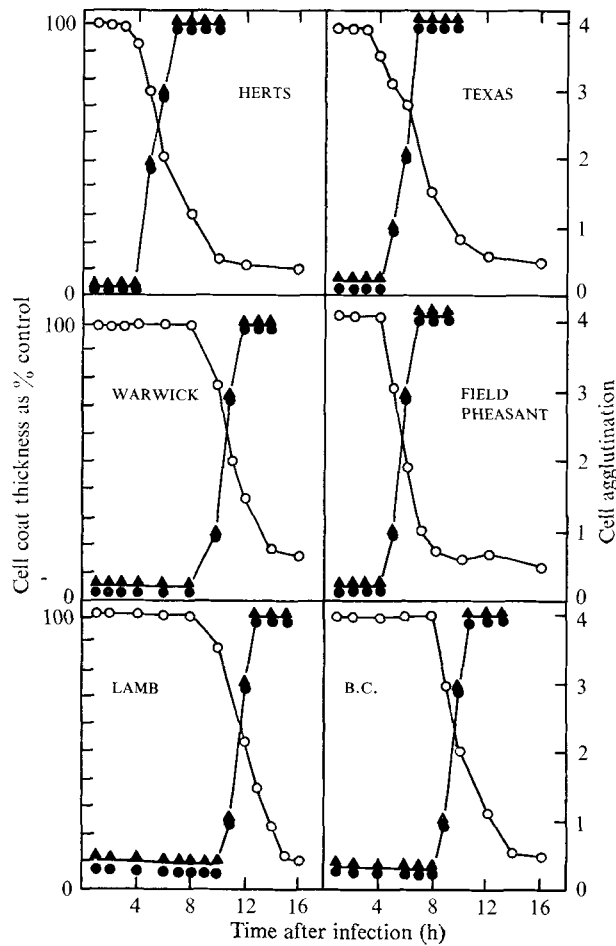 100
HERTS
0
TEXAS
4
3
2
1
0
100
WARWICK
0
FIELD
PHEASANT
4
3
2
1
0
100
LAMB
0
B.C.
4
3
2
1
0
Cell coat thickness as % control
Cell agglutination
4 8 12 16 4 8 12 16
Time after infection (h)